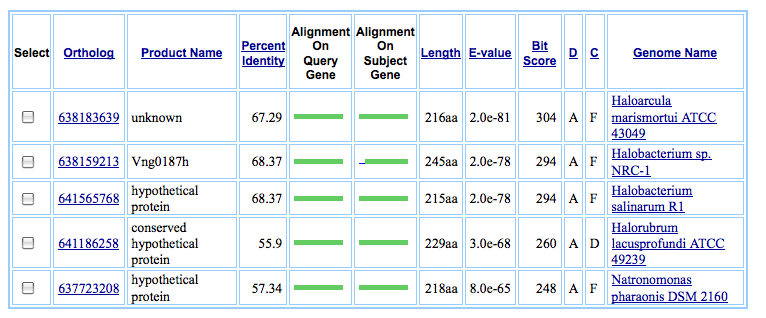 Select Ortholog Product Name Percent Identity Alignment On Query Gene Alignment On Subject Gene Length E-value Bit Score D C Genome Name
638183639 unknown 67.29 216aa 2.0e-81 304 A F Haloarcula marismortui ATCC 43049
638159213 Vng0187h 68.37 245aa 2.0e-78 294 A F Halobacterium sp. NRC-1
641565768 hypothetical protein 68.37 215aa 2.0e-78 294 A F Halobacterium salinarum R1
641186258 conserved hypothetical protein 55.9 229aa 3.0e-68 260 A D Halorubrum lacusprofundi ATCC 49239
637723208 hypothetical protein 57.34 218aa 8.0e-65 248 A F Natronomonas pharaonis DSM 2160